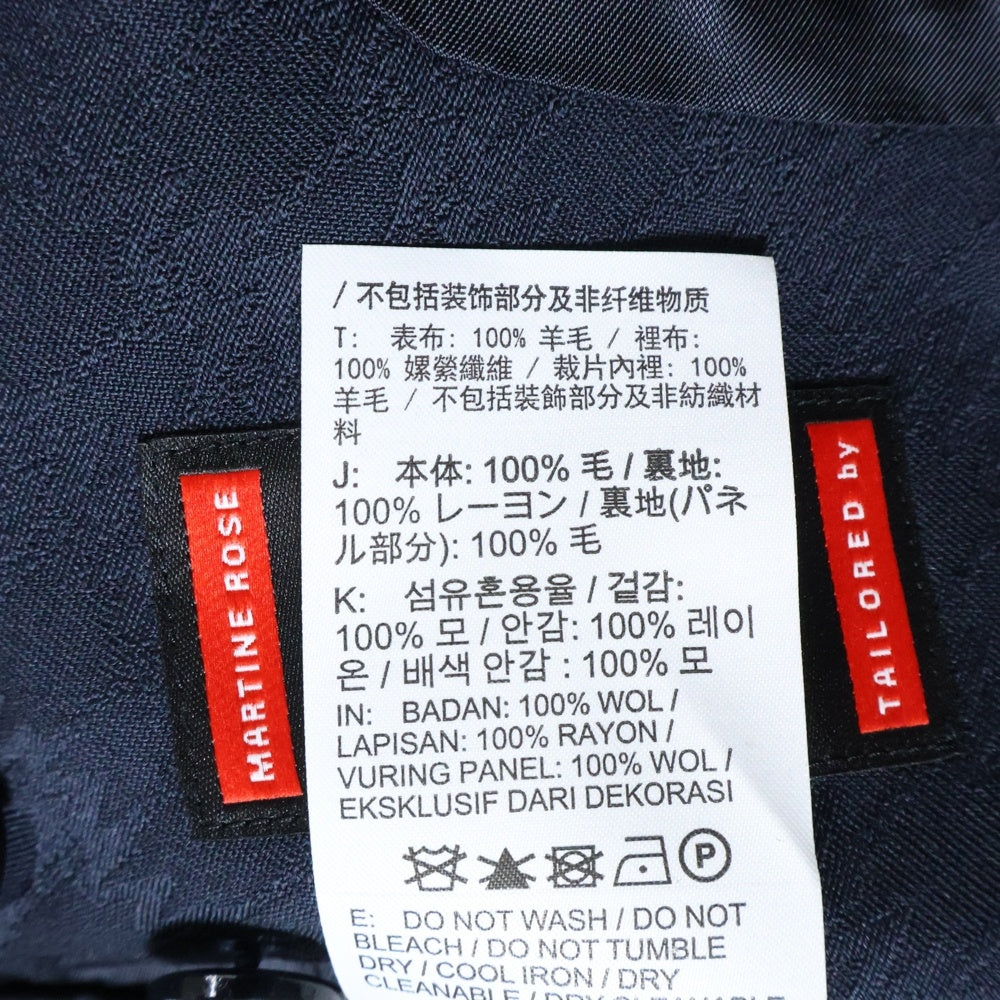 / 不包括装饰部分及非纤维物质
T: 表布: 100% 羊毛 / 裡布:
100% 嫘縈纖維 / 裁片內裡: 100%
羊毛 / 不包括裝飾部分及非紡織材
料
J: 本体: 100% 毛 / 裏地:
100% レーヨン / 裏地(パネ
ル部分): 100% 毛
K: 섬유혼용율 / 겉감:
100% 모 / 안감: 100% 레이
온 / 배색 안감 : 100% 모
IN: BADAN: 100% WOL /
LAPISAN: 100% RAYON /
VURING PANEL: 100% WOL /
EKSKLUSIF DARI DEKORASI
P
E: DO NOT WASH / DO NOT
BLEACH / DO NOT TUMBLE
DRY / COOL IRON / DRY
CLEANABLE / DRY CLEANABLE
MARTINE ROSE
TAILORED by